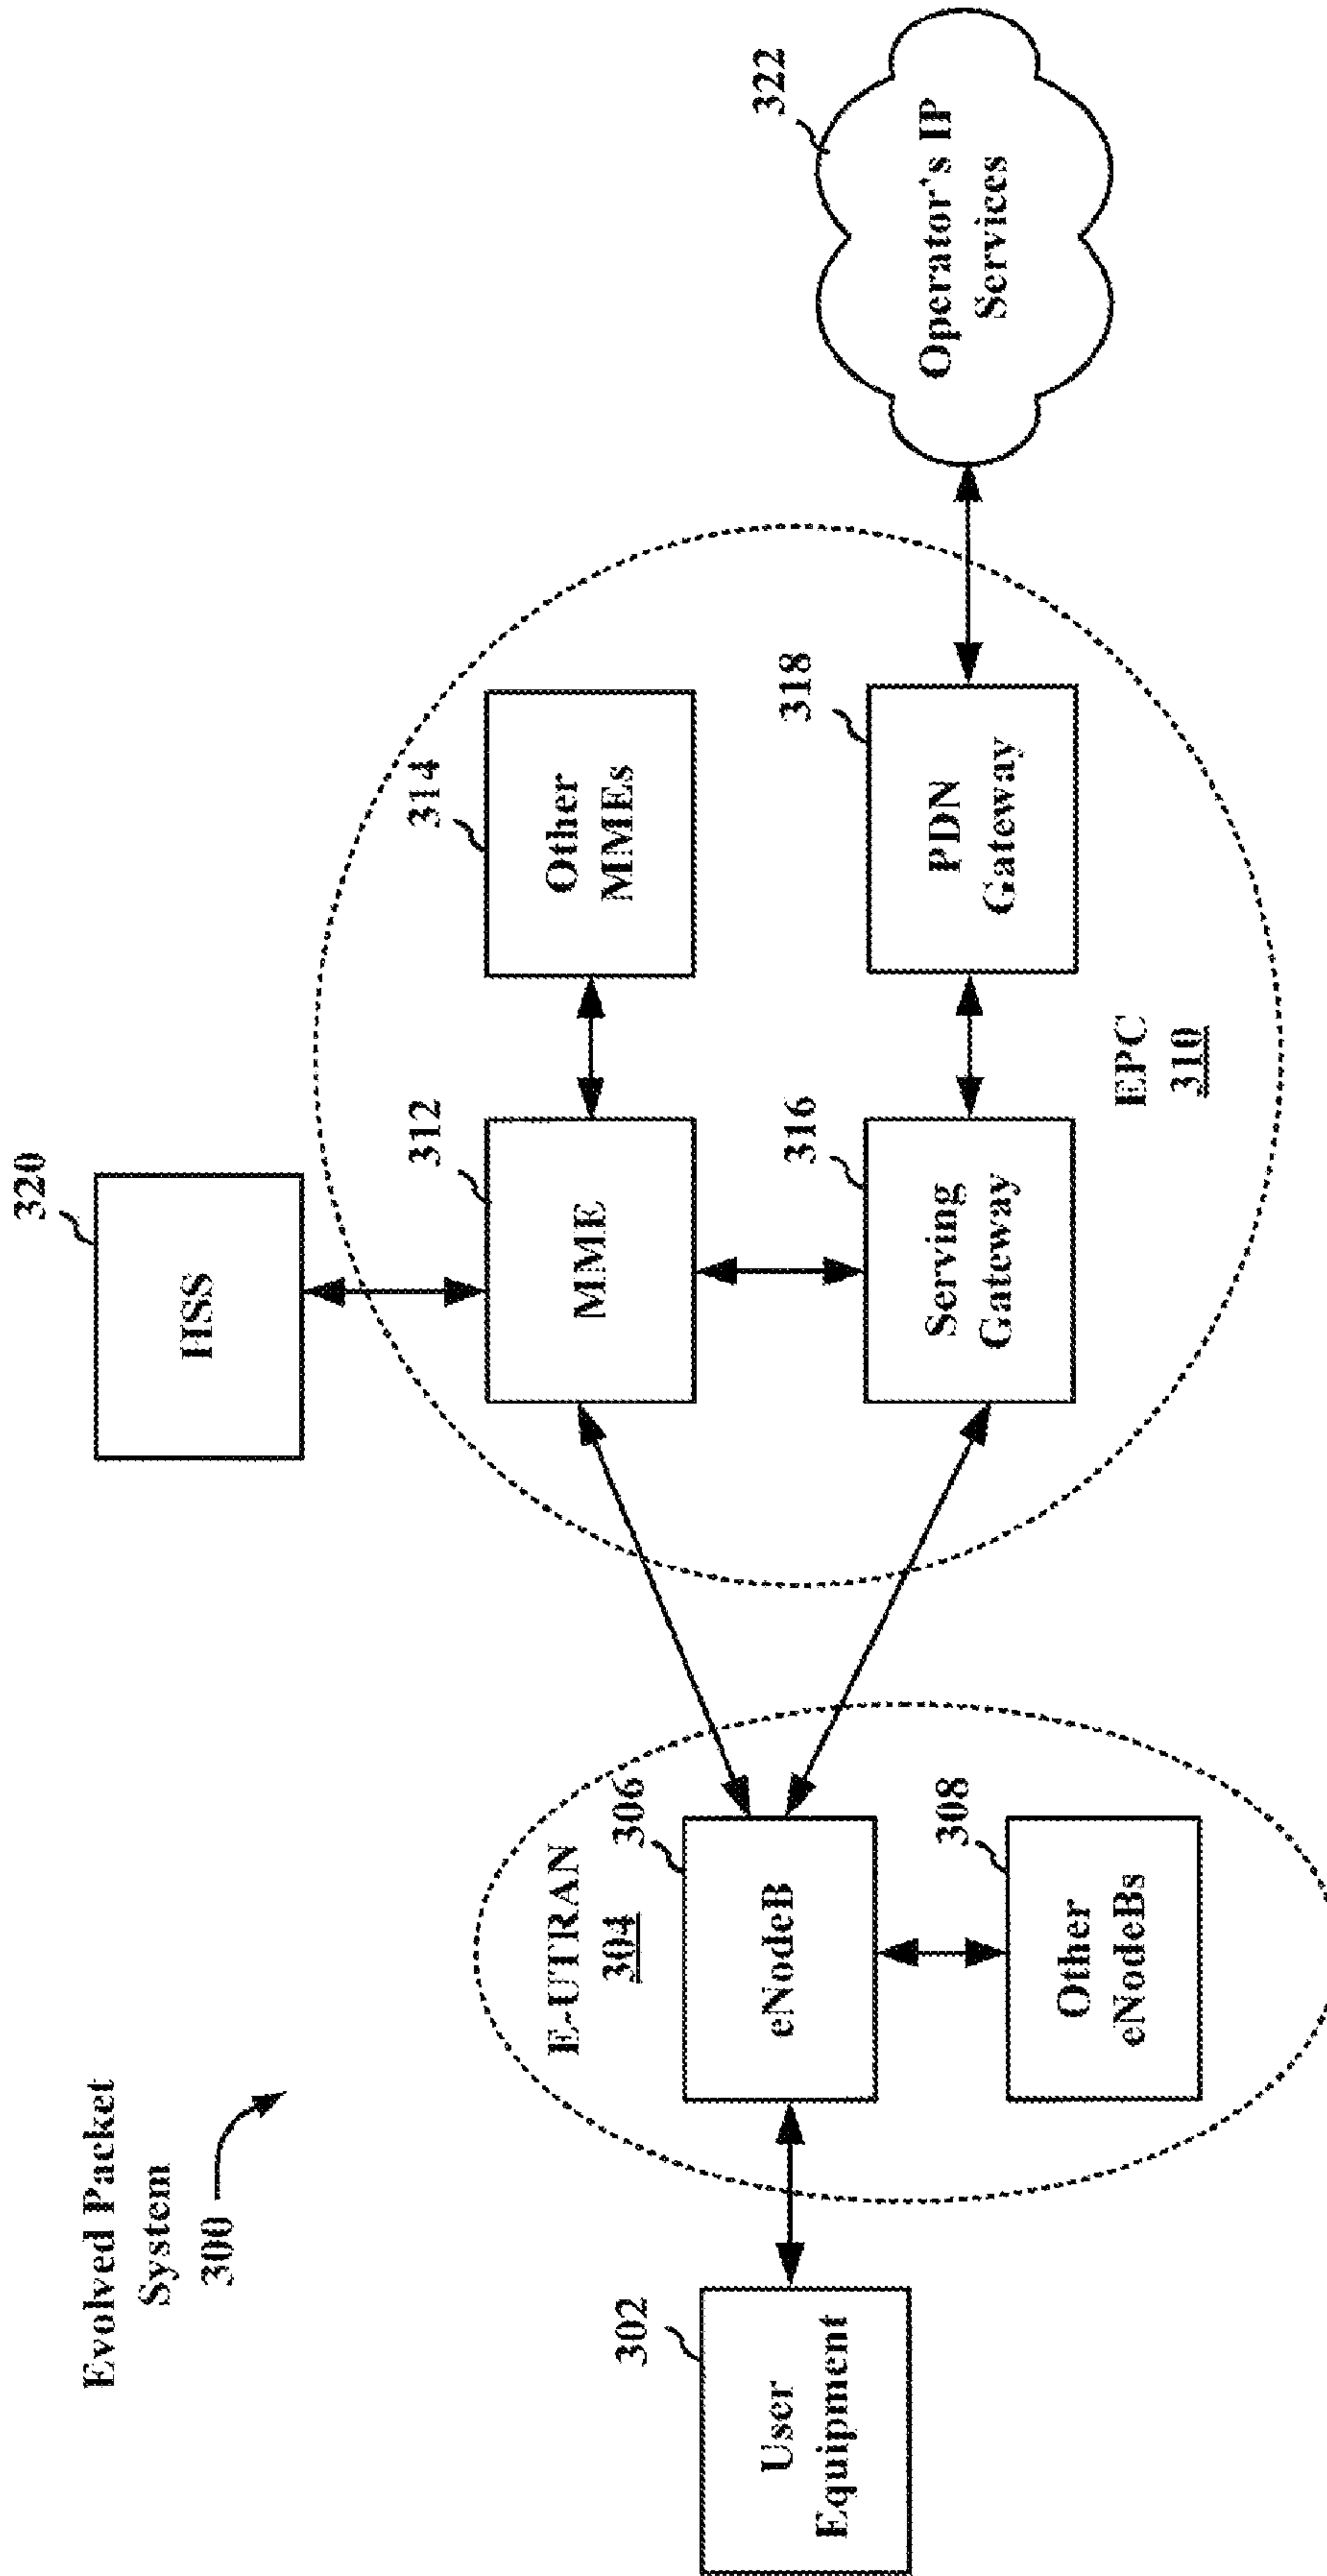 Evolved Packet
System
300
320
HSS
E-UTRAN
304
306
eNodeB
308
Other
eNodeBs
302
User
Equipment
312
MME
314
Other
MMEs
316
Serving
Gateway
318
PDN
Gateway
EPC
310
322
Operator's IP
Services